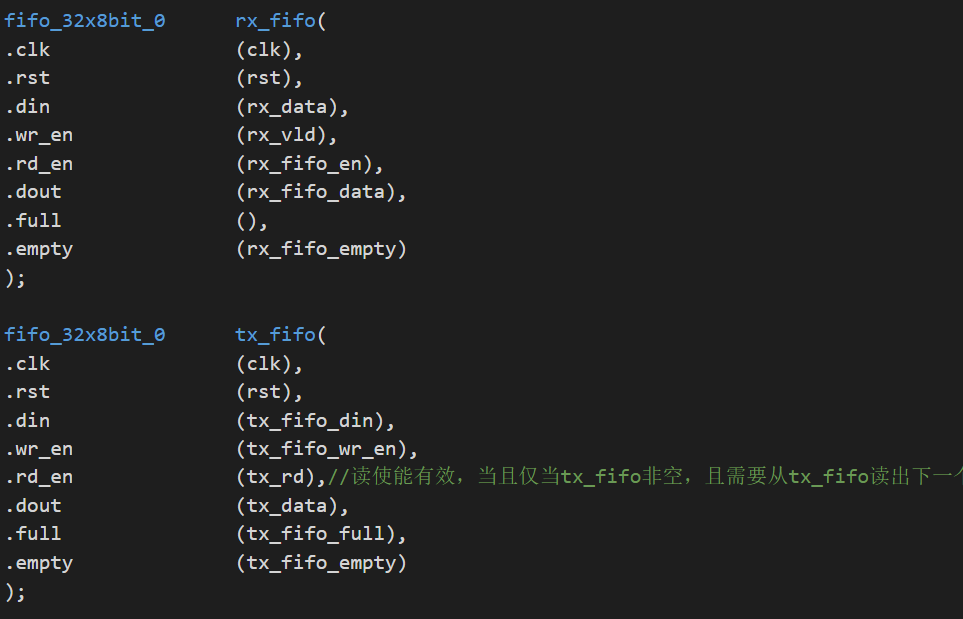 fifo_32x8bit_0 rx_fifo(
.clk (clk),
.rst (rst),
.din (rx_data),
.wr_en (rx_vld),
.rd_en (rx_fifo_en),
.dout (rx_fifo_data),
.full (),
.empty (rx_fifo_empty)
);
fifo_32x8bit_0 tx_fifo(
.clk (clk),
.rst (rst),
.din (tx_fifo_din),
.wr_en (tx_fifo_wr_en),
.rd_en (tx_rd),//读使能有效，当且仅当tx_fifo非空，且需要从tx_fifo读出下一
.dout (tx_data),
.full (tx_fifo_full),
.empty (tx_fifo_empty)
);